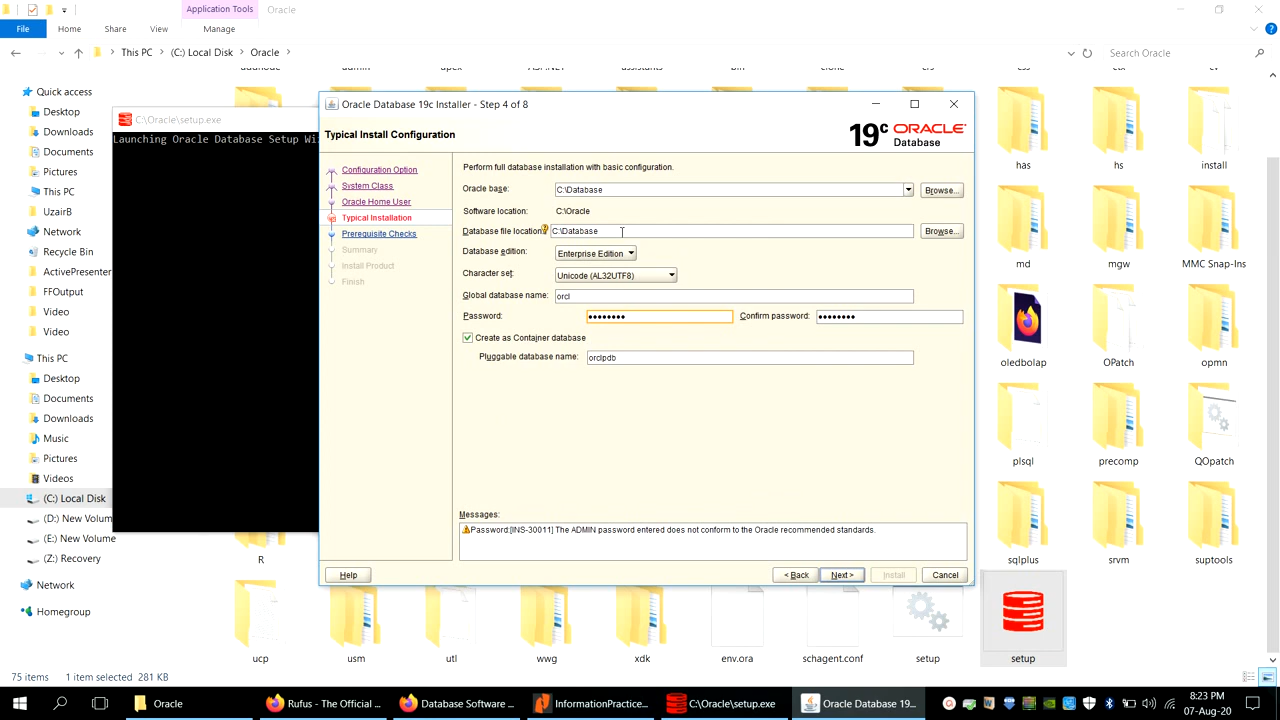 Application Tools
Oracle
File
Home
Share
View
Manage
This PC
(C:) Local Disk
Oracle
Search Oracle
Quick access
Desktop
Downloads
Documents
Pictures
This PC
UzairB
Network
Recycle Bin
ActivePresenter
FFOutput
Video
Video
This PC
Desktop
Documents
Downloads
Music
Pictures
Videos
(C:) Local Disk
(D:) New Volum
(E:) New Volume
(Z:) Recovery
Network
Homegroup
C:\Oracle\setup.exe
Launching Oracle Database Setup Wi
Oracle Database 19c Installer - Step 4 of 8
Typical Install Configuration
19c ORACLE
Database
Configuration Option
System Class
Oracle Home User
Typical Installation
Prerequisite Checks
Summary
Install Product
Finish
Perform full database installation with basic configuration.
Oracle base:
C:\Database
Browse...
Software location:
C:\Oracle
Database file location:
C:\Database
Browse...
Database edition:
Enterprise Edition
Character set:
Unicode (AL32UTF8)
Global database name:
orcl
Password:
••••••••
Confirm password:
••••••••
Create as Container database
Pluggable database name:
orclpdb
Messages:
Password:[INS-30011] The ADMIN password entered does not conform to the Oracle recommended standards.
Help
< Back
Next >
Install
Cancel
has
hs
install
md
mgw
MMC Snap-Ins
oledbolap
OPatch
opmn
plsql
precomp
QOpatch
R
sqlplus
srvm
suptools
ucp
usm
utl
wwg
xdk
env.ora
schagent.conf
setup
setup
75 items
1 item selected 281 KB
Oracle
Rufus - The Official ...
Database Software ...
InformationPractice...
C:\Oracle\setup.exe
Oracle Database 19...
8:23 PM
07-Aug-20